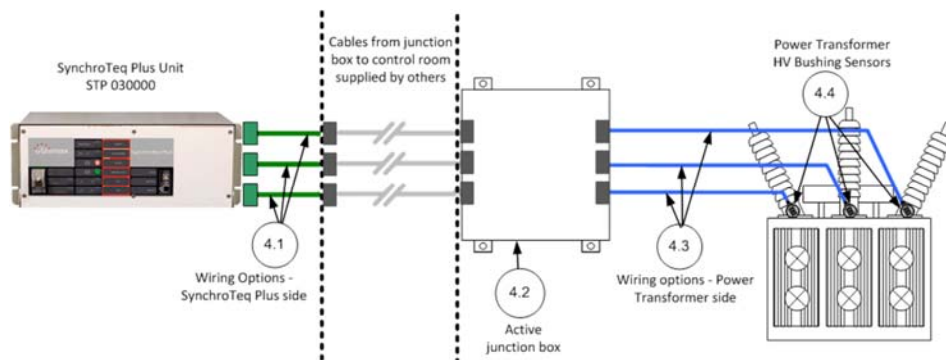 SynchroTeq Plus Unit
STP 030000
Cables from junction
box to control room
supplied by others
Power Transformer
HV Bushing Sensors
4.4
4.1
Wiring Options -
SynchroTeq Plus side
4.2
Active
junction box
4.3
Wiring options - Power
Transformer side